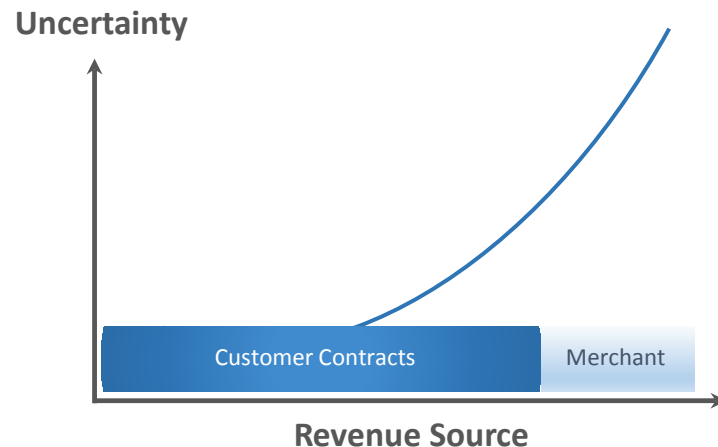 Uncertainty
Customer Contracts
Merchant
Revenue Source